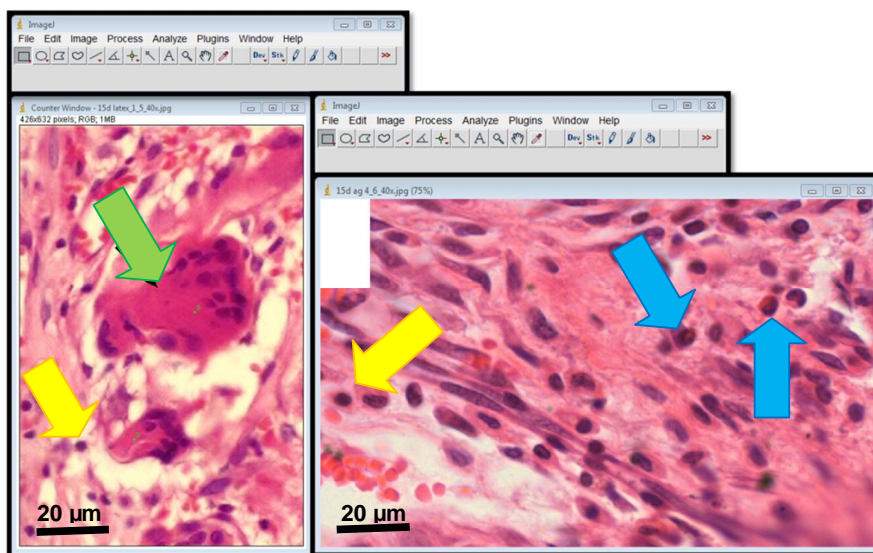 ImageJ
File Edit Image Process Analyze Plugins Window Help
Dev Stk >>
Counter Window - 15d latex_1_5_40x.jpg
426x632 pixels; RGB; 1MB
20 µm
ImageJ
File Edit Image Process Analyze Plugins Window Help
A Dev Stk >>
15d ag 4_6_40x.jpg (75%)
20 µm